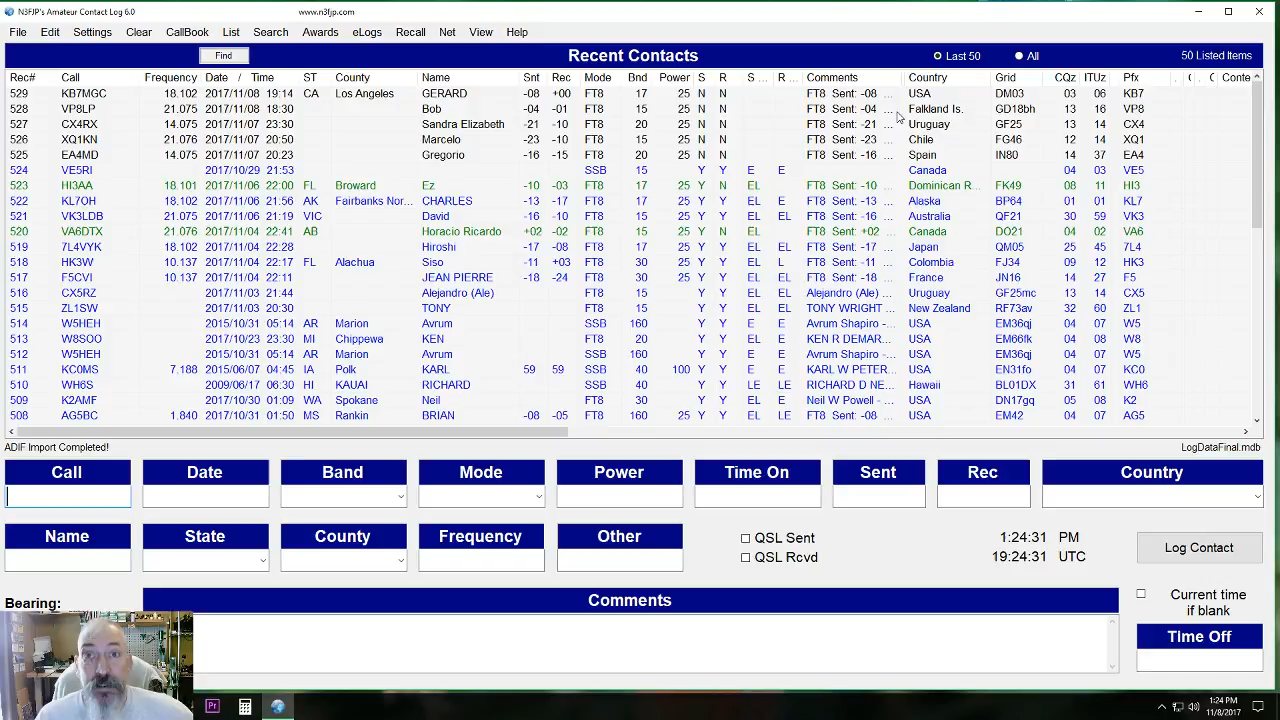 N3FJP's Amateur Contact Log 6.0 www.n3fjp.com
File Edit Settings Clear CallBook List Search Awards eLogs Recall Net View Help
Find Recent Contacts Last 50 All 50 Listed Items
Rec# Call Frequency Date / Time ST County Name Snt Rec Mode Bnd Power S R S ... R ... Comments Country Grid CQz ITUz Pfx . ( . C Conte
529 KB7MGC 18.102 2017/11/08 19:14 CA Los Angeles GERARD -08 +00 FT8 17 25 N N FT8 Sent: -08 ... USA DM03 03 06 KB7
528 VP8LP 21.075 2017/11/08 18:30 Bob -04 -01 FT8 15 25 N N FT8 Sent: -04 ... Falkland Is. GD18bh 13 16 VP8
527 CX4RX 14.075 2017/11/07 23:30 Sandra Elizabeth -21 -10 FT8 20 25 N N FT8 Sent: -21 ... Uruguay GF25 13 14 CX4
526 XQ1KN 21.076 2017/11/07 20:50 Marcelo -23 -10 FT8 15 25 N N FT8 Sent: -23 ... Chile FG46 12 14 XQ1
525 EA4MD 14.075 2017/11/07 20:23 Gregorio -16 -15 FT8 20 25 N N FT8 Sent: -16 ... Spain IN80 14 37 EA4
524 VE5RI 2017/10/29 21:53 SSB 15 Y Y E E Canada 04 03 VE5
523 HI3AA 18.101 2017/11/06 22:00 FL Broward Ez -10 -03 FT8 17 25 Y N EL FT8 Sent: -10 ... Dominican R... FK49 08 11 HI3
522 KL7OH 18.102 2017/11/06 21:56 AK Fairbanks Nor... CHARLES -13 -17 FT8 17 25 Y Y EL E FT8 Sent: -13 ... Alaska BP64 01 01 KL7
521 VK3LDB 21.075 2017/11/06 21:19 VIC David -16 -10 FT8 15 25 Y Y EL EL FT8 Sent: -16 ... Australia QF21 30 59 VK3
520 VA6DTX 21.076 2017/11/04 22:41 AB Horacio Ricardo +02 -02 FT8 15 25 Y N EL FT8 Sent: +02 ... Canada DO21 04 02 VA6
519 7L4VYK 18.102 2017/11/04 22:28 Hiroshi -17 -08 FT8 17 25 Y Y EL L FT8 Sent: -17 ... Japan QM05 25 45 7L4
518 HK3W 10.137 2017/11/04 22:17 FL Alachua Siso -11 +03 FT8 30 25 Y Y EL E FT8 Sent: -11 ... Colombia FJ34 09 12 HK3
517 F5CVI 10.137 2017/11/04 22:11 JEAN PIERRE -18 -24 FT8 30 25 Y Y EL L FT8 Sent: -18 ... France JN16 14 27 F5
516 CX5RZ 2017/11/03 21:44 Alejandro (Ale) FT8 15 Y Y EL EL Alejandro (Ale) ... Uruguay GF25mc 13 14 CX5
515 ZL1SW 2017/11/03 20:30 TONY FT8 15 Y Y EL EL TONY WRIGHT ... New Zealand RF73av 32 60 ZL1
514 W5HEH 2015/10/31 05:14 AR Marion Avrum SSB 160 Y Y E E Avrum Shapiro -... USA EM36qj 04 07 W5
513 W8SOO 2017/10/23 23:30 MI Chippewa KEN FT8 20 Y Y EL E KEN R DEMAR... USA EM66fk 04 08 W8
512 W5HEH 2015/10/31 05:14 AR Marion Avrum SSB 40 Y Y E E Avrum Shapiro -... USA EM36qj 04 07 W5
511 KC0MS 7.188 2015/06/07 04:45 IA Polk KARL 59 59 SSB 40 100 Y Y EL E KARL W PETER... USA EN31fo 04 07 KC0
510 WH6S 2009/06/17 06:30 HI KAUAI RICHARD SSB 40 Y Y LE LE RICHARD D NE... Hawaii BL01DX 31 61 WH6
509 K2AMF 2017/10/30 01:09 WA Spokane Neil SSB 40 Y Y EL E Neil W Powell -... USA DN17gq 05 02 K2
508 AG5BC 1.840 2017/10/31 01:50 MS Rankin BRIAN -08 -05 FT8 160 25 Y Y EL LE FT8 Sent: -08 ... USA EM42 04 07 AG5
ADIF Import Completed! LogDataFinal.mdb
Call Date Band Mode Power Time On Sent Rec Country
Name State County Frequency Other
QSL Sent 1:24:31 PM
QSL Rcvd 19:24:31 UTC
Log Contact
Bearing: Comments
Current time if blank
Time Off
Pr 1:24 PM
11/8/2017